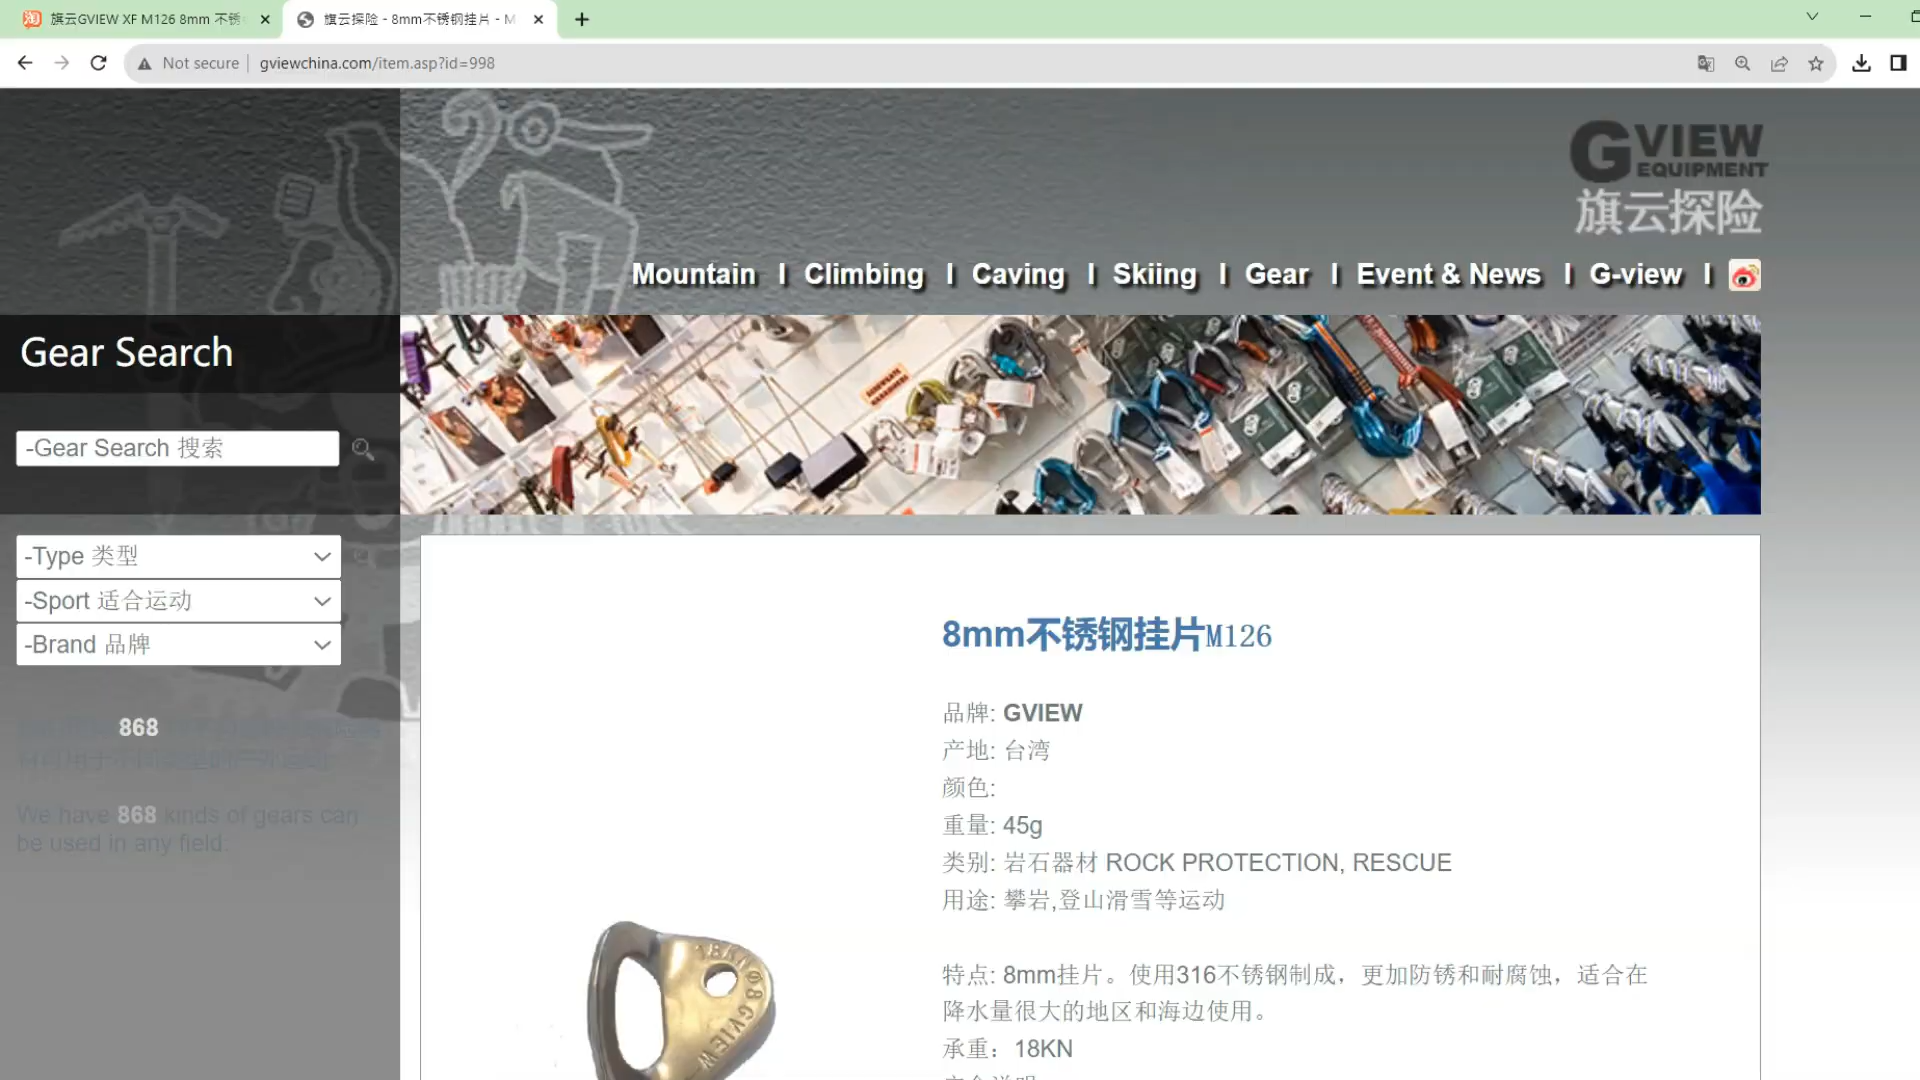 旗云GVIEW XF M126 8mm 不锈
旗云探险 - 8mm不锈钢挂片 - M
Not secure
gviewchina.com/item.asp?id=998
GVIEW
EQUIPMENT
旗云探险
Mountain | Climbing | Caving | Skiing | Gear | Event & News | G-view |
Gear Search
-Gear Search 搜索
-Type 类型
-Sport 适合运动
-Brand 品牌
868
We have 868 kinds of gears can
be used in any field.
8mm不锈钢挂片M126
品牌: GVIEW
产地: 台湾
颜色:
重量: 45g
类别: 岩石器材 ROCK PROTECTION, RESCUE
用途: 攀岩,登山滑雪等运动
特点: 8mm挂片。使用316不锈钢制成，更加防锈和耐腐蚀，适合在
降水量很大的地区和海边使用。
承重：18KN
18KN Φ8 GVIEW